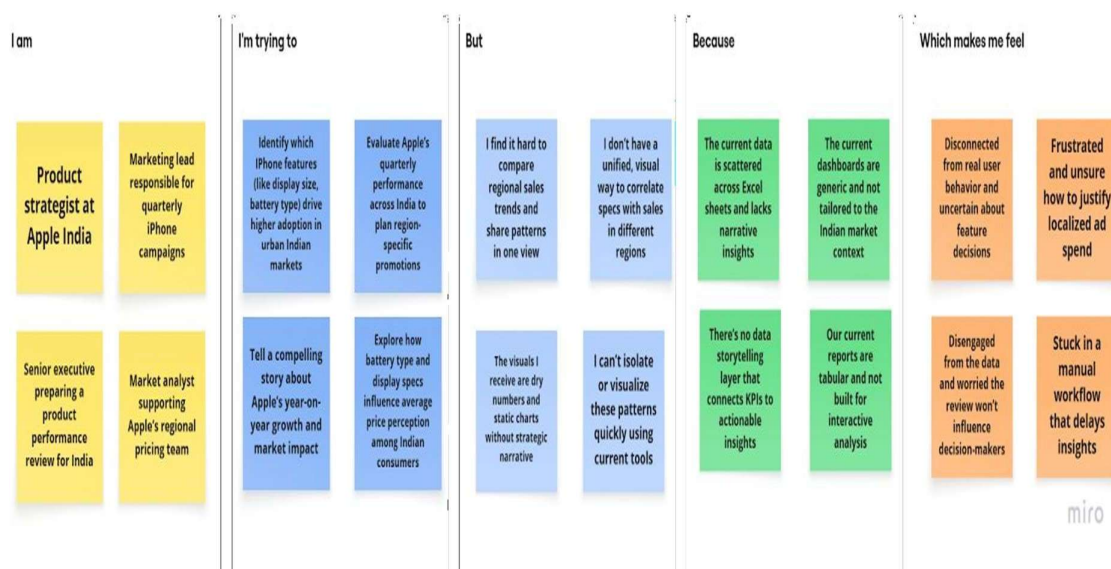 I am
Product
strategist at
Apple India
Marketing lead
responsible for
quarterly
iPhone
campaigns
Senior executive
preparing a
product
performance
review for India
Market analyst
supporting
Apple's regional
pricing team
I'm trying to
Identify which
IPhone features
(like display size,
battery type) drive
higher adoption in
urban Indian
markets
Evaluate Apple's
quarterly
performance
across India to
plan region-
specific
promotions
Tell a compelling
story about
Apple's year-on-
year growth and
market impact
Explore how
battery type and
display specs
influence average
price perception
among Indian
consumers
But
I find it hard to
compare
regional sales
trends and
share patterns
in one view
I don't have a
unified, visual
way to correlate
specs with sales
in different
regions
The visuals I
receive are dry
numbers and
static charts
without strategic
narrative
I can't isolate
or visualize
these patterns
quickly using
current tools
Because
The current data
is scattered
across Excel
sheets and lacks
narrative
insights
The current
dashboards are
generic and not
tailored to the
Indian market
context
There's no data
storytelling
layer that
connects KPIs to
actionable
insights
Our current
reports are
tabular and not
built for
interactive
analysis
Which makes me feel
Disconnected
from real user
behavior and
uncertain about
feature
decisions
Frustrated
and unsure
how to justify
localized ad
spend
Disengaged
from the data
and worried the
review won't
influence
decision-makers
Stuck in a
manual
workflow
that delays
insights
miro